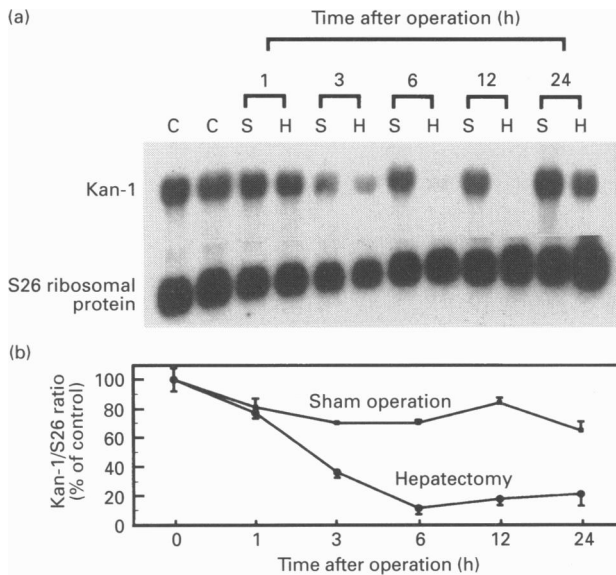 (a)
Time after operation (h)
1 3 6 12 24
C C S H S H S H S H S H
Kan-1
S26 ribosomal
protein
(b)
Kan-1/S26 ratio
(% of control)
100
80
60
40
20
0
Sham operation
Hepatectomy
0 1 3 6 12 24
Time after operation (h)